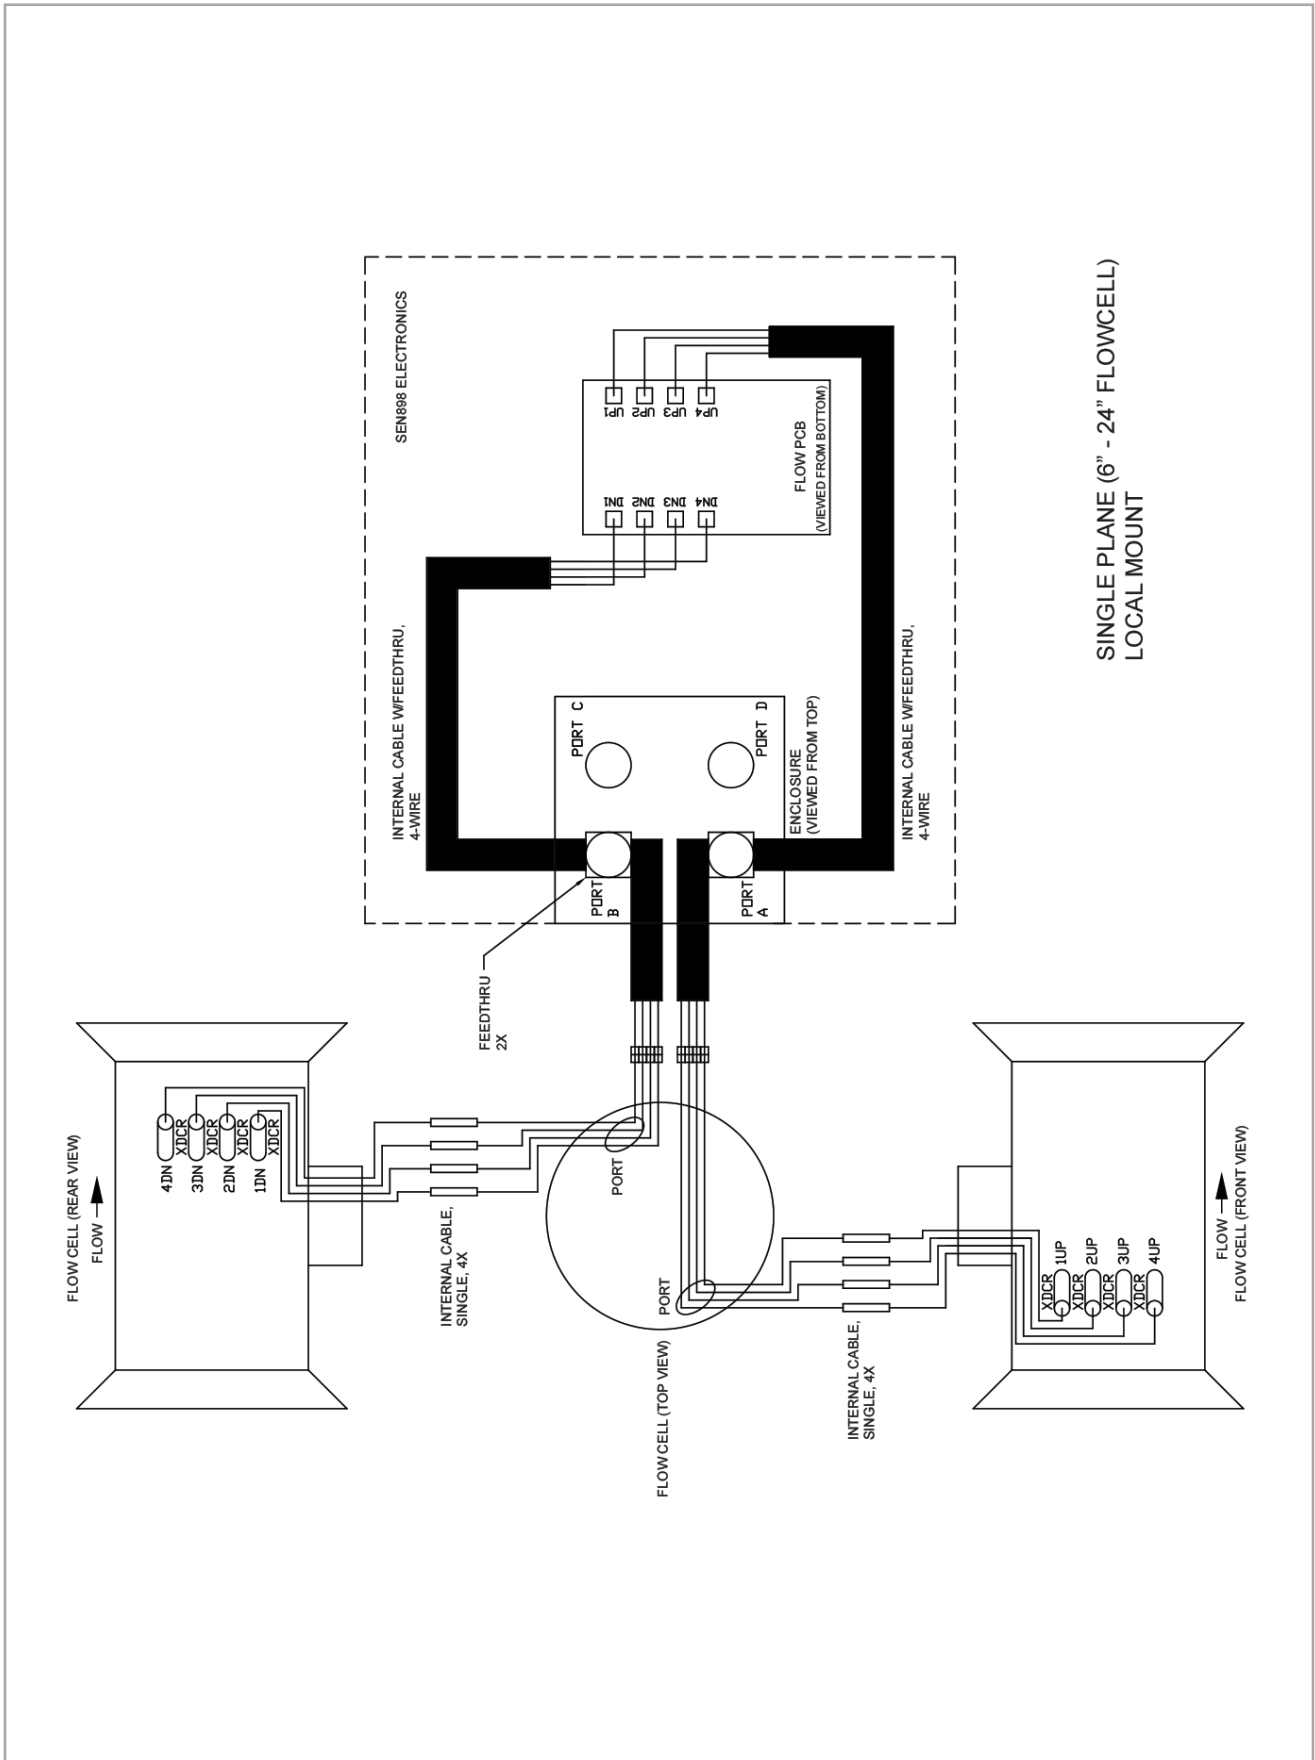 SINGLE PLANE (6” - 24” FLOWCELL)
LOCAL MOUNT
SEN898 ELECTRONICS
UP1
UP2
UP3
UP4
DN1
DN2
DN3
DN4
FLOW PCB
(VIEWED FROM BOTTOM)
INTERNAL CABLE W/FEEDTHRU,
4-WIRE
INTERNAL CABLE W/FEEDTHRU,
4-WIRE
PORT C
PORT D
ENCLOSURE
(VIEWED FROM TOP)
PORT
B
PORT
A
FEEDTHRU
2X
FLOW CELL (REAR VIEW)
FLOW
4DN
XDCR
3DN
XDCR
2DN
XDCR
1DN
XDCR
INTERNAL CABLE,
SINGLE, 4X
PORT
PORT
FLOW CELL (TOP VIEW)
INTERNAL CABLE,
SINGLE, 4X
XDCR
1UP
XDCR
2UP
XDCR
3UP
XDCR
4UP
FLOW
FLOW CELL (FRONT VIEW)